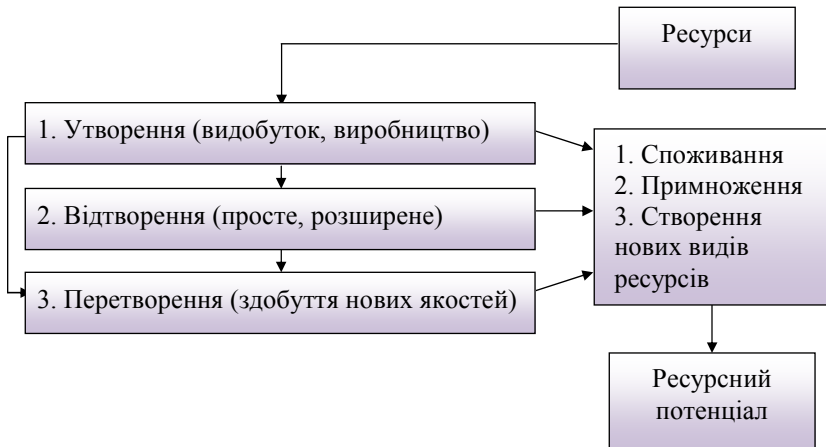 Ресурси
1. Утворення (видобуток, виробництво)
2. Відтворення (просте, розширене)
3. Перетворення (здобуття нових якостей)
1. Споживання
2. Примноження
3. Створення
нових видів
ресурсів
Ресурсний
потенціал